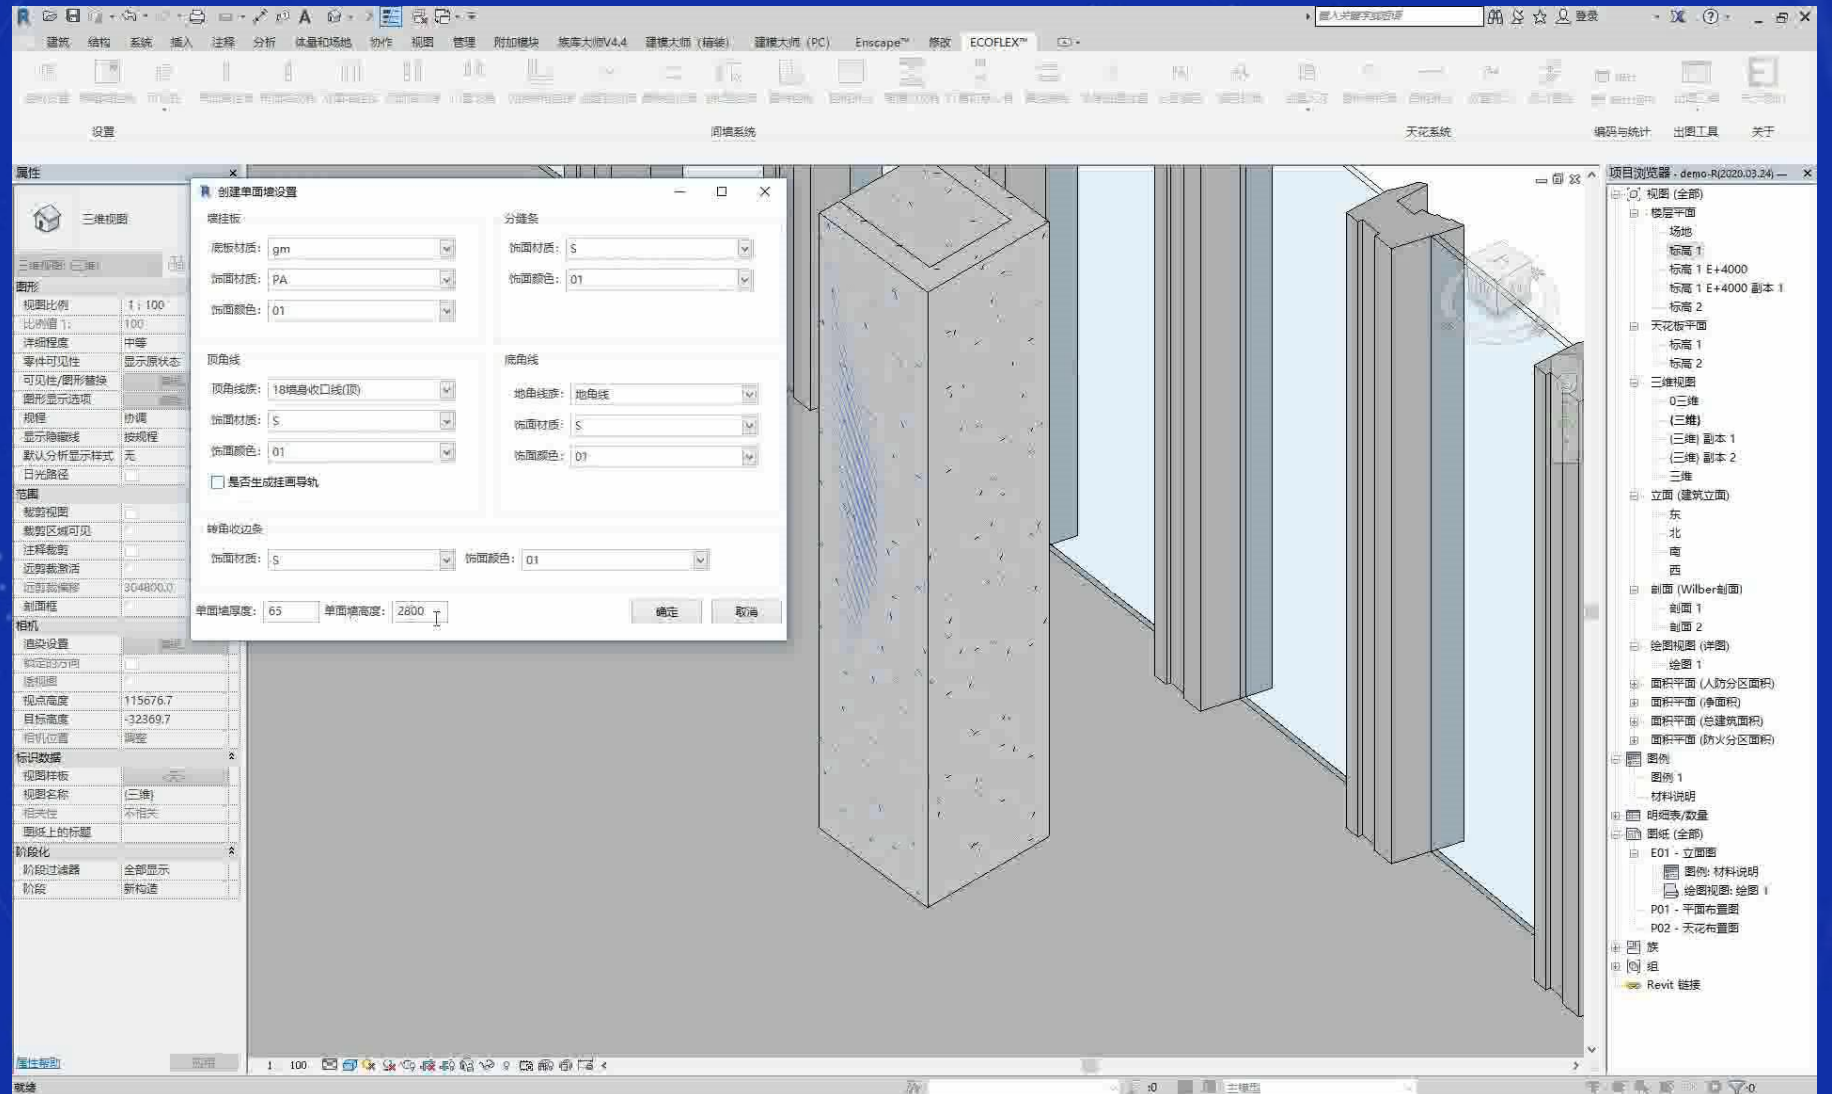 置入关键字或短语
登录
建筑 结构 系统 插入 注释 分析 体量和场地 协作 视图 管理 附加模块 族库大师V4.4 建模大师 (精装) 建模大师 (PC) Enscape™ 修改 ECOFLEX™
设置 间墙系统 天花系统 编码与统计 出图工具 关于
属性
三维视图
三维视图: {三维}
图形
视图比例 1 : 100
比例值 1: 100
详细程度 中等
零件可见性 显示原状态
可见性/图形替换
图形显示选项
规程 协调
显示隐藏线 按规程
默认分析显示样式 无
日光路径
范围
裁剪视图
裁剪区域可见
注释裁剪
远剪裁激活
远剪裁偏移 304800.0
剖面框
相机
渲染设置
锁定的方向
透视图
视点高度 115676.7
目标高度 -32369.7
相机位置 调整
标识数据
视图样板 <无>
视图名称 {三维}
相关性 不相关
图纸上的标题
阶段化
阶段过滤器 全部显示
阶段 新构造
属性帮助
就绪
创建单面墙设置
墙挂板
底板材质: gm
饰面材质: PA
饰面颜色: 01
分缝条
饰面材质: S
饰面颜色: 01
顶角线
顶角线族: 18墙身收口线(顶)
饰面材质: S
饰面颜色: 01
是否生成挂画导轨
底角线
地角线族: 地角线
饰面材质: S
饰面颜色: 01
转角收边条
饰面材质: S 饰面颜色: 01
单面墙厚度: 65 单面墙高度: 2800 确定 取消
项目浏览器 - demo-R(2020.03.24) —
视图 (全部)
楼层平面
场地
标高 1
标高 1 E+4000
标高 1 E+4000 副本 1
标高 2
天花板平面
标高 1
标高 2
三维视图
0三维
{三维}
{三维} 副本 1
{三维} 副本 2
三维
立面 (建筑立面)
东
北
南
西
剖面 (Wilber剖面)
剖面 1
剖面 2
绘图视图 (详图)
绘图 1
面积平面 (人防分区面积)
面积平面 (净面积)
面积平面 (总建筑面积)
面积平面 (防火分区面积)
图例
图例 1
材料说明
明细表/数量
图纸 (全部)
E01 - 立面图
图例: 材料说明
绘图视图: 绘图 1
P01 - 平面布置图
P02 - 天花布置图
族
组
Revit 链接
1 : 100
:0 主模型 :0